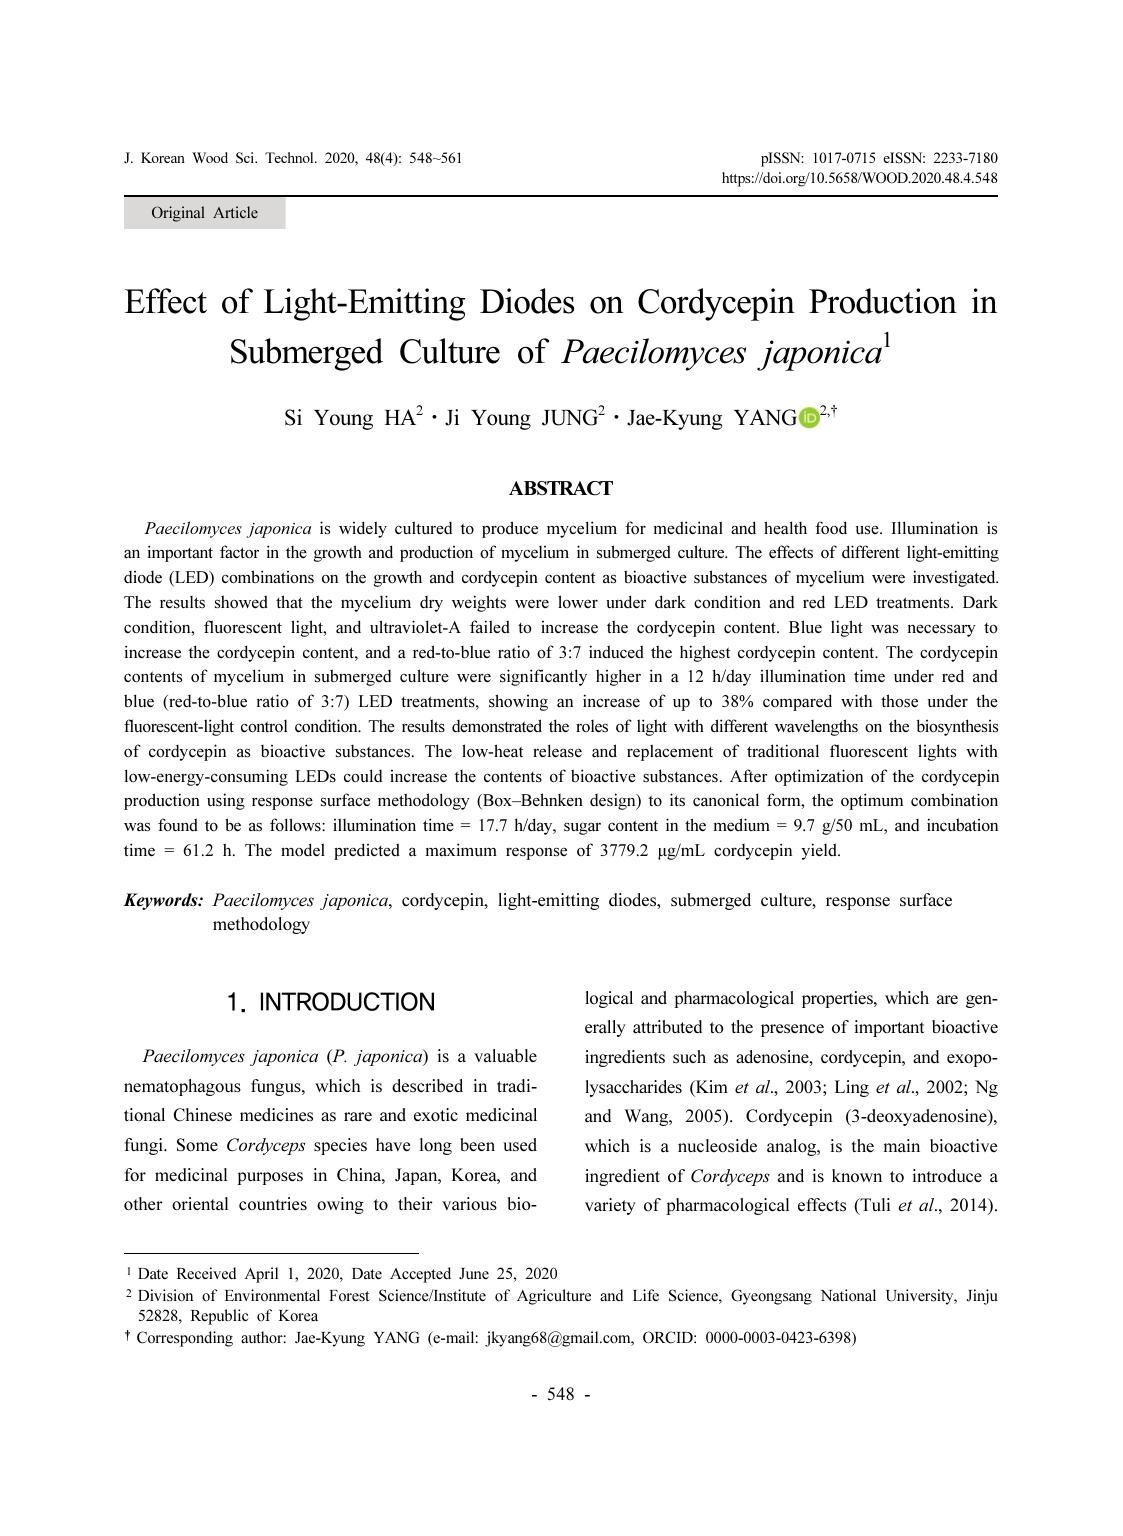 J. Korean Wood Sci. Technol. 2020, 48(4): 548~561
pISSN: 1017-0715 eISSN: 2233-7180
https://doi.org/10.5658/WOOD.2020.48.4.548
Original Article
Effect of Light-Emitting Diodes on Cordycepin Production in
Submerged Culture of Paecilomyces japonica1
Si Young HA2・Ji Young JUNG2・Jae-Kyung YANG iD 2,†
ABSTRACT
Paecilomyces japonica is widely cultured to produce mycelium for medicinal and health food use. Illumination is
an important factor in the growth and production of mycelium in submerged culture. The effects of different light-emitting
diode (LED) combinations on the growth and cordycepin content as bioactive substances of mycelium were investigated.
The results showed that the mycelium dry weights were lower under dark condition and red LED treatments. Dark
condition, fluorescent light, and ultraviolet-A failed to increase the cordycepin content. Blue light was necessary to
increase the cordycepin content, and a red-to-blue ratio of 3:7 induced the highest cordycepin content. The cordycepin
contents of mycelium in submerged culture were significantly higher in a 12 h/day illumination time under red and
blue (red-to-blue ratio of 3:7) LED treatments, showing an increase of up to 38% compared with those under the
fluorescent-light control condition. The results demonstrated the roles of light with different wavelengths on the biosynthesis
of cordycepin as bioactive substances. The low-heat release and replacement of traditional fluorescent lights with
low-energy-consuming LEDs could increase the contents of bioactive substances. After optimization of the cordycepin
production using response surface methodology (Box–Behnken design) to its canonical form, the optimum combination
was found to be as follows: illumination time = 17.7 h/day, sugar content in the medium = 9.7 g/50 mL, and incubation
time = 61.2 h. The model predicted a maximum response of 3779.2 μg/mL cordycepin yield.
Keywords: Paecilomyces japonica, cordycepin, light-emitting diodes, submerged culture, response surface
methodology
1. INTRODUCTION
Paecilomyces japonica (P. japonica) is a valuable
nematophagous fungus, which is described in tradi-
tional Chinese medicines as rare and exotic medicinal
fungi. Some Cordyceps species have long been used
for medicinal purposes in China, Japan, Korea, and
other oriental countries owing to their various bio-
logical and pharmacological properties, which are gen-
erally attributed to the presence of important bioactive
ingredients such as adenosine, cordycepin, and exopo-
lysaccharides (Kim et al., 2003; Ling et al., 2002; Ng
and Wang, 2005). Cordycepin (3-deoxyadenosine),
which is a nucleoside analog, is the main bioactive
ingredient of Cordyceps and is known to introduce a
variety of pharmacological effects (Tuli et al., 2014).
1 Date Received April 1, 2020, Date Accepted June 25, 2020
2 Division of Environmental Forest Science/Institute of Agriculture and Life Science, Gyeongsang National University, Jinju
52828, Republic of Korea
† Corresponding author: Jae-Kyung YANG (e-mail: jkyang68@gmail.com, ORCID: 0000-0003-0423-6398)
- 548 -